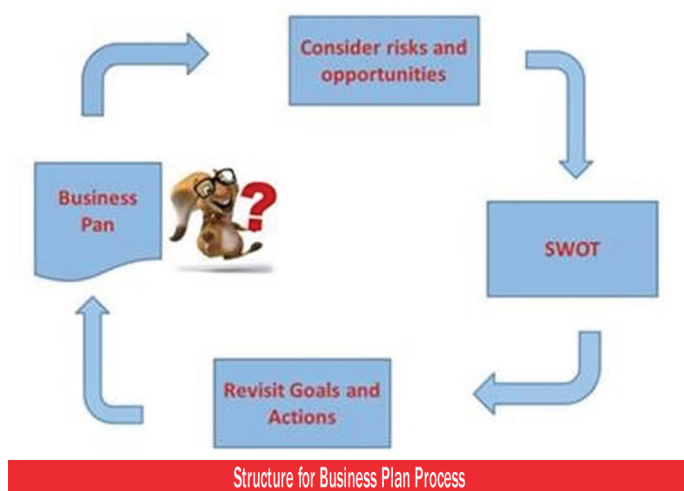 Consider risks and
opportunities
Business
Pan
?
SWOT
Revisit Goals and
Actions
Structure for Business Plan Process